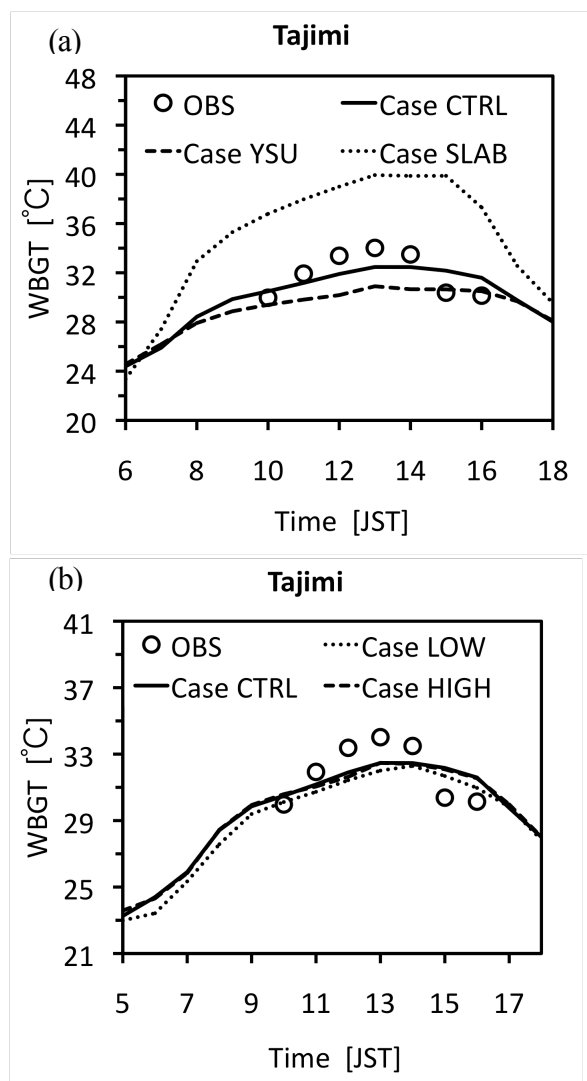 (a)
Tajimi
48
44
40
36
32
28
24
20
OBS
Case CTRL
Case YSU
Case SLAB
WBGT [℃]
6 8 10 12 14 16 18
Time [JST]
(b)
Tajimi
41
37
33
29
25
21
OBS
Case LOW
Case CTRL
Case HIGH
WBGT [℃]
5 7 9 11 13 15 17
Time [JST]